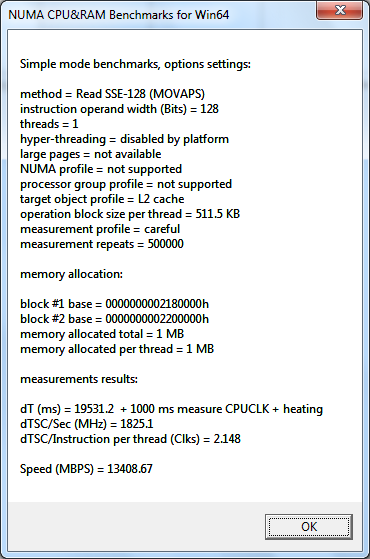 NUMA CPU&RAM Benchmarks for Win64
Simple mode benchmarks, options settings:
method = Read SSE-128 (MOVAPS)
instruction operand width (Bits) = 128
threads = 1
hyper-threading = disabled by platform
large pages = not available
NUMA profile = not supported
processor group profile = not supported
target object profile = L2 cache
operation block size per thread = 511.5 KB
measurement profile = careful
measurement repeats = 500000
memory allocation:
block #1 base = 0000000002180000h
block #2 base = 0000000002200000h
memory allocated total = 1 MB
memory allocated per thread = 1 MB
measurements results:
dT (ms) = 19531.2  + 1000 ms measure CPUCLK + heating
dTSC/Sec (MHz) = 1825.1
dTSC/Instruction per thread (Clks) = 2.148
Speed (MBPS) = 13408.67
OK